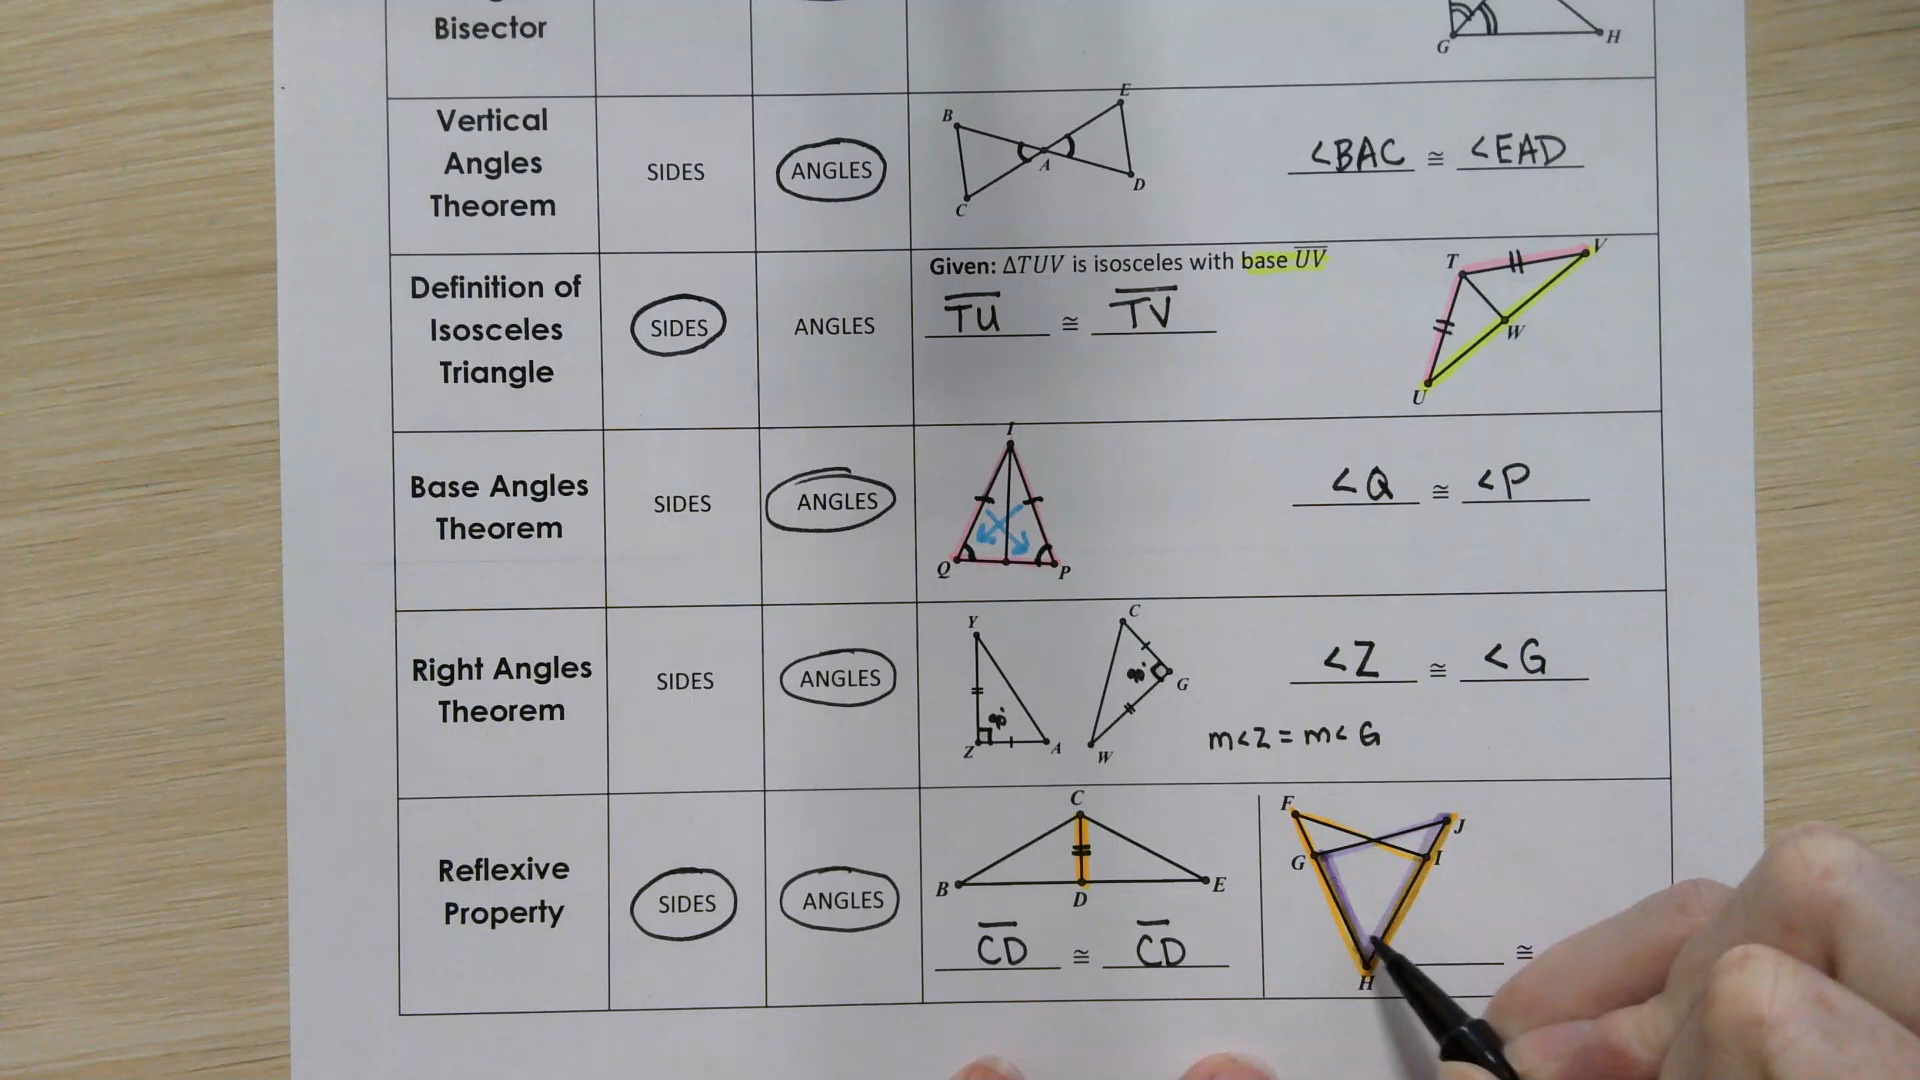 Bisector
G H
Vertical Angles Theorem
SIDES
ANGLES
B E A C D
<BAC ≅ <EAD
Definition of Isosceles Triangle
SIDES
ANGLES
Given: ΔTUV is isosceles with base UV
TU ≅ TV
T V W U
Base Angles Theorem
SIDES
ANGLES
I Q P
<Q ≅ <P
Right Angles Theorem
SIDES
ANGLES
Y 90° Z A
C 90° G W
<Z ≅ <G
m<Z = m<G
Reflexive Property
SIDES
ANGLES
C B D E
CD ≅ CD
F J G I H
≅